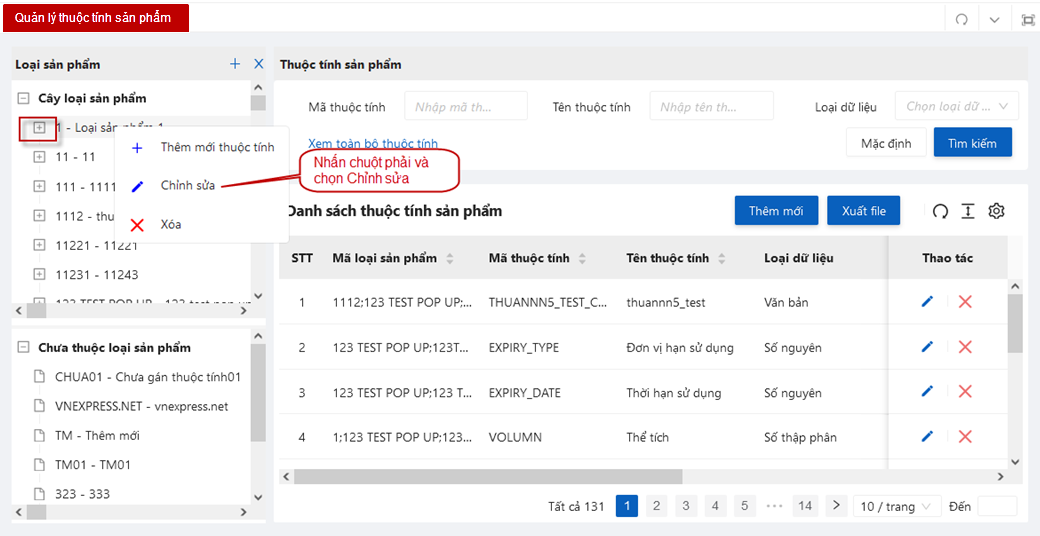 Quản lý thuộc tính sản phẩm
Loại sản phẩm
Cây loại sản phẩm
1 - Loại sản phẩm 1
11 - 11
111 - 1111
1112 - thu
11221 - 11221
11231 - 11243
123 TEST POP UP - 123 test pop up
Thêm mới thuộc tính
Chỉnh sửa
Xóa
Nhấn chuột phải và
chọn Chỉnh sửa
Chưa thuộc loại sản phẩm
CHUA01 - Chưa gán thuộc tính01
VNEXPRESS.NET - vnexpress.net
TM - Thêm mới
TM01 - TM01
323 - 333
Thuộc tính sản phẩm
Mã thuộc tính Nhập mã th... Tên thuộc tính Nhập tên th... Loại dữ liệu Chọn loại dữ ...
Xem toàn bộ thuộc tính Mặc định Tìm kiếm
Danh sách thuộc tính sản phẩm Thêm mới Xuất file
STT Mã loại sản phẩm Mã thuộc tính Tên thuộc tính Loại dữ liệu Thao tác
1 1112;123 TEST POP UP;... THUANNN5_TEST_C... thuannn5_test Văn bản
2 123 TEST POP UP;123T... EXPIRY_TYPE Đơn vị hạn sử dụng Số nguyên
3 123 TEST POP UP;123 T... EXPIRY_DATE Thời hạn sử dụng Số nguyên
4 1;123 TEST POP UP;123... VOLUMN Thể tích Số thập phân
Tất cả 131 1 2 3 4 5 ••• 14 10 / trang Đến